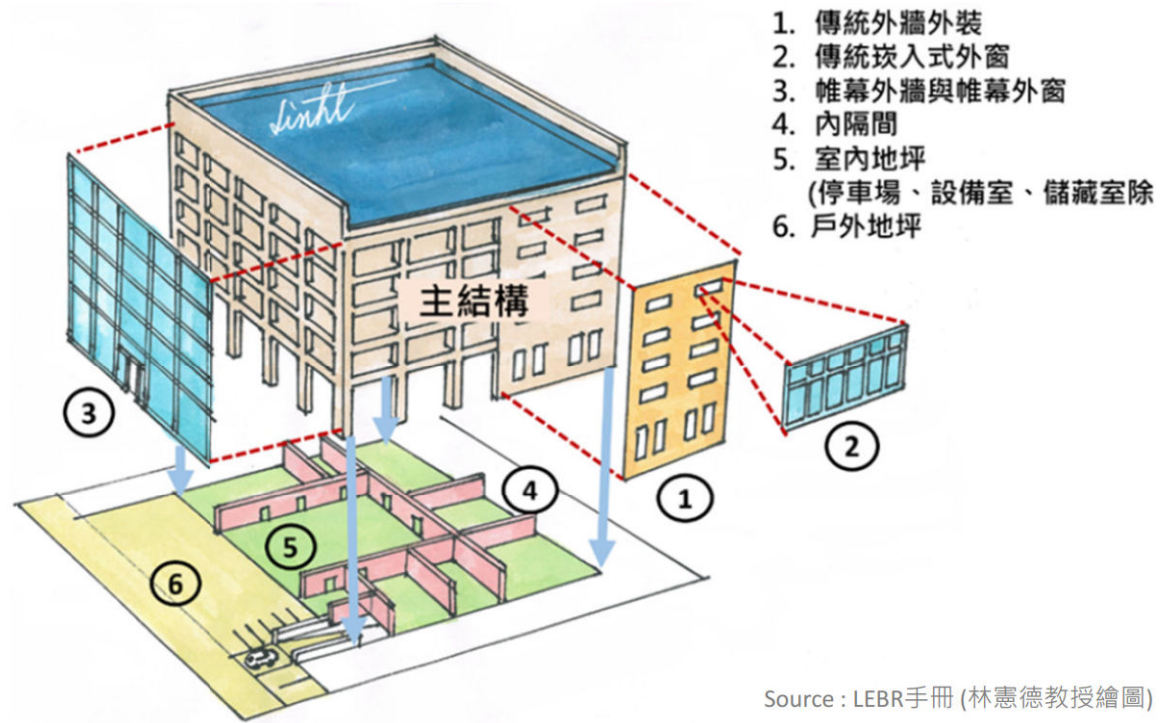 1. 傳統外牆外裝
2. 傳統崁入式外窗
3. 帷幕外牆與帷幕外窗
4. 內隔間
5. 室內地坪
(停車場、設備室、儲藏室除
6. 戶外地坪
Linht
主結構
3
2
1
4
5
6
Source : LEBR手冊 (林憲德教授繪圖)